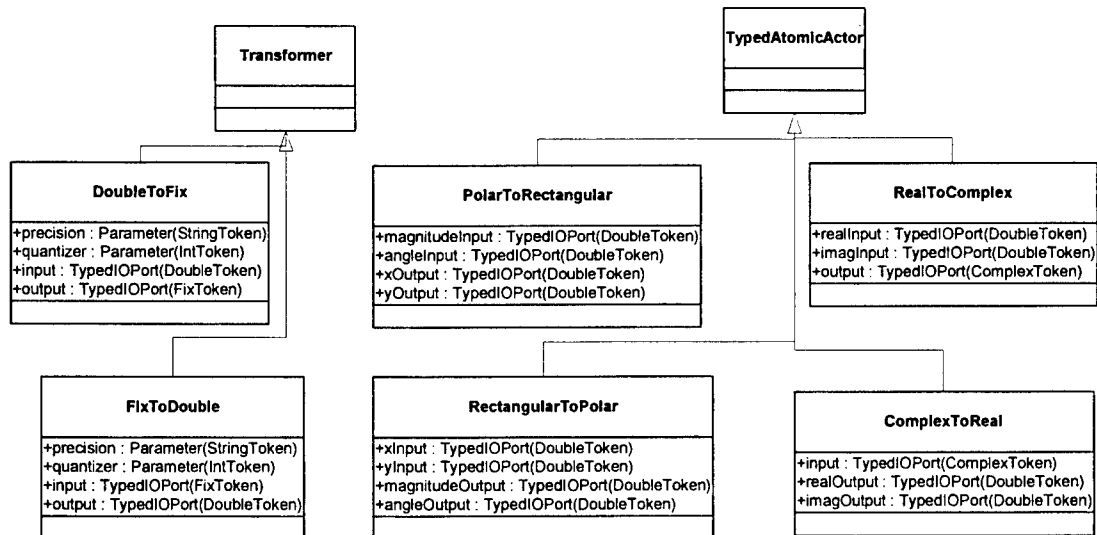 Transformer
TypedAtomicActor
DoubleToFix
+precision : Parameter(StringToken)
+quantizer : Parameter(IntToken)
+input : TypedIOPort(DoubleToken)
+output : TypedIOPort(FixToken)
PolarToRectangular
+magnitudeInput : TypedIOPort(DoubleToken)
+angleInput : TypedIOPort(DoubleToken)
+xOutput : TypedIOPort(DoubleToken)
+yOutput : TypedIOPort(DoubleToken)
RealToComplex
+realInput : TypedIOPort(DoubleToken)
+imagInput : TypedIOPort(DoubleToken)
+output : TypedIOPort(ComplexToken)
FixToDouble
+precision : Parameter(StringToken)
+quantizer : Parameter(IntToken)
+input : TypedIOPort(FixToken)
+output : TypedIOPort(DoubleToken)
RectangularToPolar
+xInput : TypedIOPort(DoubleToken)
+yInput : TypedIOPort(DoubleToken)
+magnitudeOutput : TypedIOPort(DoubleToken)
+angleOutput : TypedIOPort(DoubleToken)
ComplexToReal
+input : TypedIOPort(ComplexToken)
+realOutput : TypedIOPort(DoubleToken)
+imagOutput : TypedIOPort(DoubleToken)